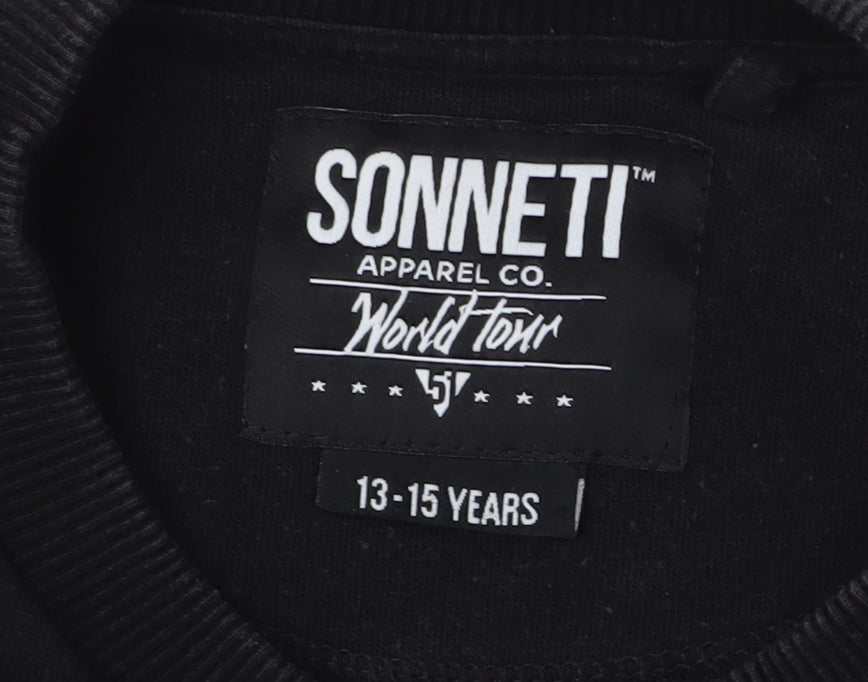 SONNETI™
APPAREL CO.
World tour
13-15 YEARS